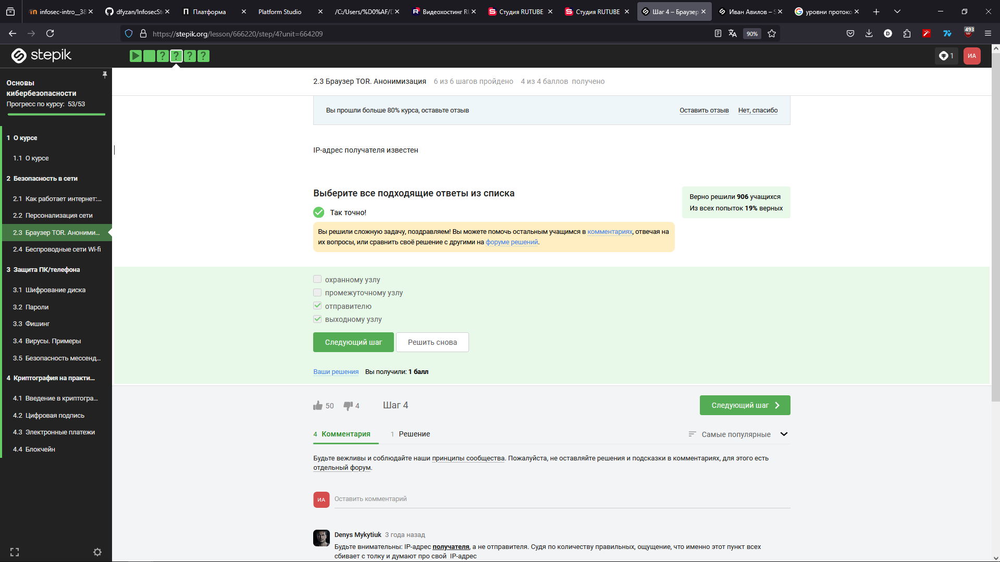 infosec-intro__38
dfyzan/InfosecSt
Платформа
Platform Studio
/C:/Users/%D0%AF/D
Видеохостинг RU
Студия RUTUBE
Студия RUTUBE
Шаг 4 – Браузер
Иван Авилов – S
уровни протоко
https://stepik.org/lesson/666220/step/4?unit=664209
90%
493
stepik
1
ИА
Основы кибербезопасности
Прогресс по курсу: 53/53
1 О курсе
1.1 О курсе
2 Безопасность в сети
2.1 Как работает интернет:...
2.2 Персонализация сети
2.3 Браузер TOR. Аноними...
2.4 Беспроводные сети Wi-fi
3 Защита ПК/телефона
3.1 Шифрование диска
3.2 Пароли
3.3 Фишинг
3.4 Вирусы. Примеры
3.5 Безопасность мессенд...
4 Криптография на практи...
4.1 Введение в криптогра...
4.2 Цифровая подпись
4.3 Электронные платежи
4.4 Блокчейн
2.3 Браузер TOR. Анонимизация 6 из 6 шагов пройдено 4 из 4 баллов получено
Вы прошли больше 80% курса, оставьте отзыв
Оставить отзыв
Нет, спасибо
IP-адрес получателя известен
Выберите все подходящие ответы из списка
Верно решили 906 учащихся
Из всех попыток 19% верных
Так точно!
Вы решили сложную задачу, поздравляем! Вы можете помочь остальным учащимся в комментариях, отвечая на
их вопросы, или сравнить своё решение с другими на форуме решений.
охранному узлу
промежуточному узлу
отправителю
выходному узлу
Следующий шаг
Решить снова
Ваши решения Вы получили: 1 балл
50
4
Шаг 4
Следующий шаг
4 Комментария
1 Решение
Самые популярные
Будьте вежливы и соблюдайте наши принципы сообщества. Пожалуйста, не оставляйте решения и подсказки в комментариях, для этого есть
отдельный форум.
ИА
Оставить комментарий
Denys Mykytiuk 3 года назад
Будьте внимательны: IP-адрес получателя, а не отправителя. Судя по количеству правильных, ощущение, что именно этот пункт всех
сбивает с толку и думают про свой IP-адрес